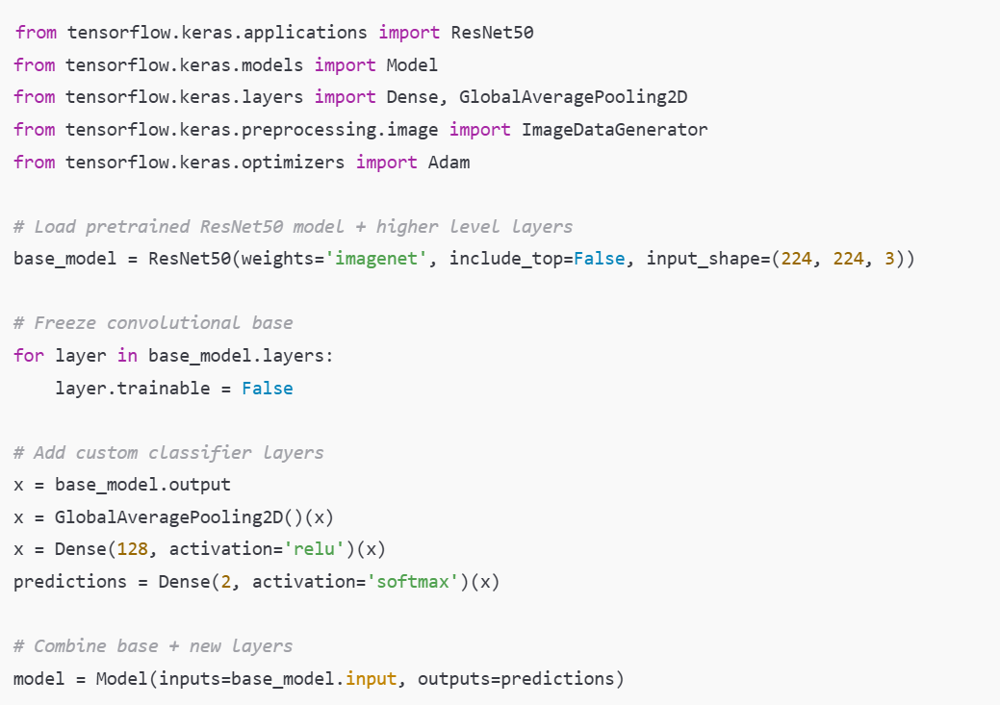 from tensorflow.keras.applications import ResNet50
from tensorflow.keras.models import Model
from tensorflow.keras.layers import Dense, GlobalAveragePooling2D
from tensorflow.keras.preprocessing.image import ImageDataGenerator
from tensorflow.keras.optimizers import Adam

# Load pretrained ResNet50 model + higher level layers
base_model = ResNet50(weights='imagenet', include_top=False, input_shape=(224, 224, 3))

# Freeze convolutional base
for layer in base_model.layers:
    layer.trainable = False

# Add custom classifier layers
x = base_model.output
x = GlobalAveragePooling2D()(x)
x = Dense(128, activation='relu')(x)
predictions = Dense(2, activation='softmax')(x)

# Combine base + new layers
model = Model(inputs=base_model.input, outputs=predictions)